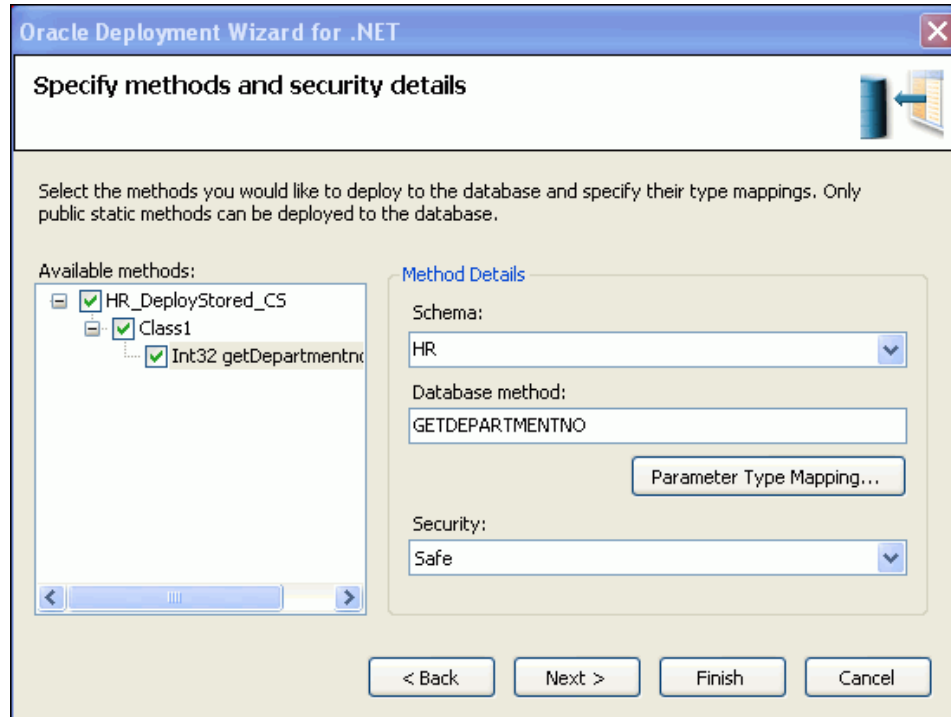 Oracle Deployment Wizard for .NET
Specify methods and security details
Select the methods you would like to deploy to the database and specify their type mappings. Only
public static methods can be deployed to the database.
Available methods:
HR_DeployStored_CS
Class1
Int32 getDepartmentno
Method Details
Schema:
HR
Database method:
GETDEPARTMENTNO
Parameter Type Mapping...
Security:
Safe
< Back
Next >
Finish
Cancel